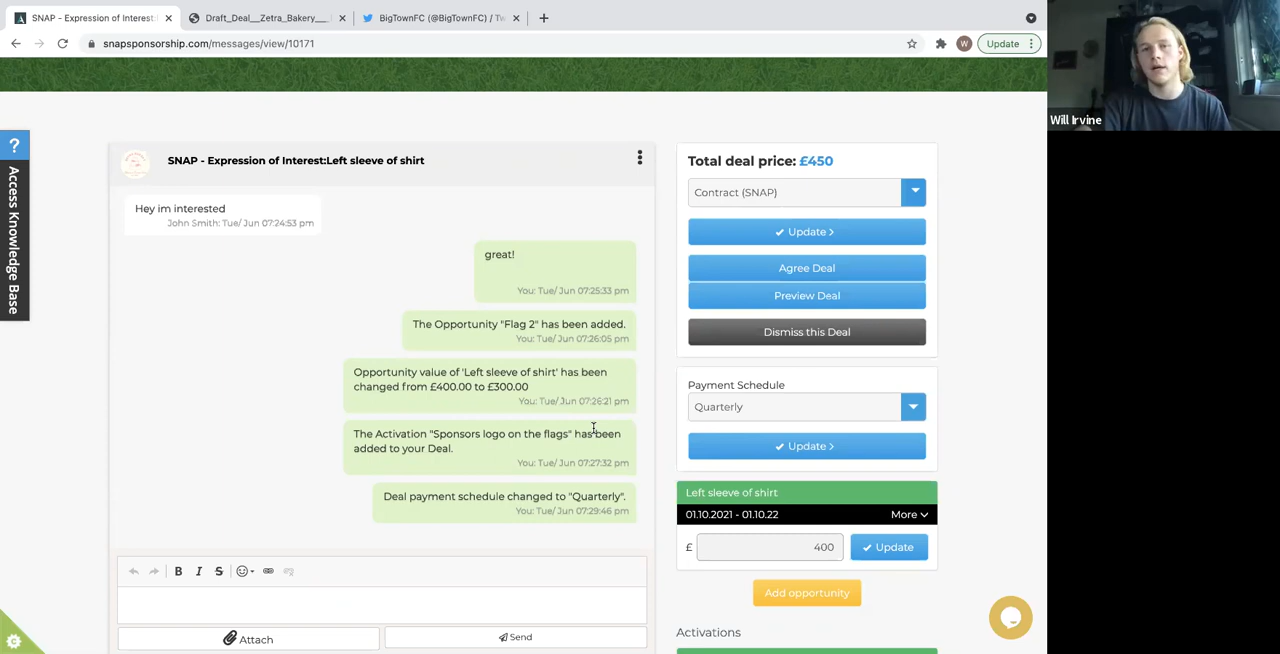 SNAP - Expression of Interest:
Draft_Deal__Zetra_Bakery__
BigTownFC (@BigTownFC) / Tw
snapsponsorship.com/messages/view/10171
W
Update
Will Irvine
?
Access Knowledge Base
SNAP - Expression of Interest:Left sleeve of shirt
Hey im interested
John Smith: Tue/ Jun 07:24:53 pm
great!
You: Tue/ Jun 07:25:33 pm
The Opportunity "Flag 2" has been added.
You: Tue/ Jun 07:26:05 pm
Opportunity value of 'Left sleeve of shirt' has been
changed from £400.00 to £300.00
You: Tue/ Jun 07:26:21 pm
The Activation "Sponsors logo on the flags" has been
added to your Deal.
You: Tue/ Jun 07:27:32 pm
Deal payment schedule changed to "Quarterly".
You: Tue/ Jun 07:29:46 pm
B I S
Attach
Send
Total deal price: £450
Contract (SNAP)
Update >
Agree Deal
Preview Deal
Dismiss this Deal
Payment Schedule
Quarterly
Update >
Left sleeve of shirt
01.10.2021 - 01.10.22 More
£ 400 Update
Add opportunity
Activations